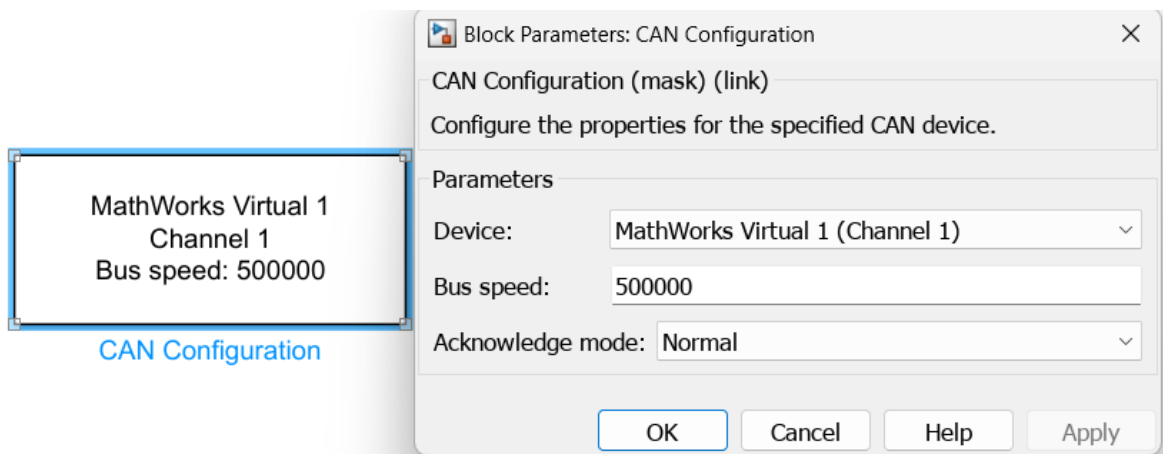 MathWorks Virtual 1
Channel 1
Bus speed: 500000
CAN Configuration
Block Parameters: CAN Configuration
CAN Configuration (mask) (link)
Configure the properties for the specified CAN device.
Parameters
Device: MathWorks Virtual 1 (Channel 1)
Bus speed: 500000
Acknowledge mode: Normal
OK Cancel Help Apply